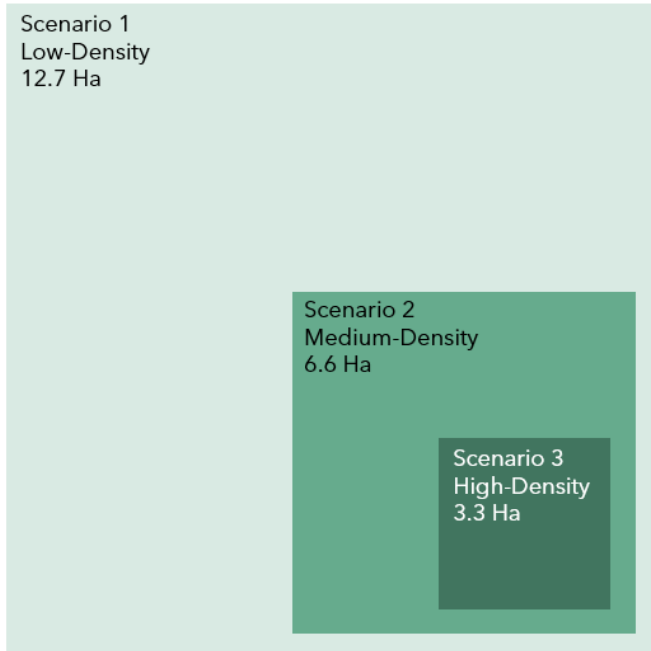 Scenario 1
Low-Density
12.7 Ha
Scenario 2
Medium-Density
6.6 Ha
Scenario 3
High-Density
3.3 Ha